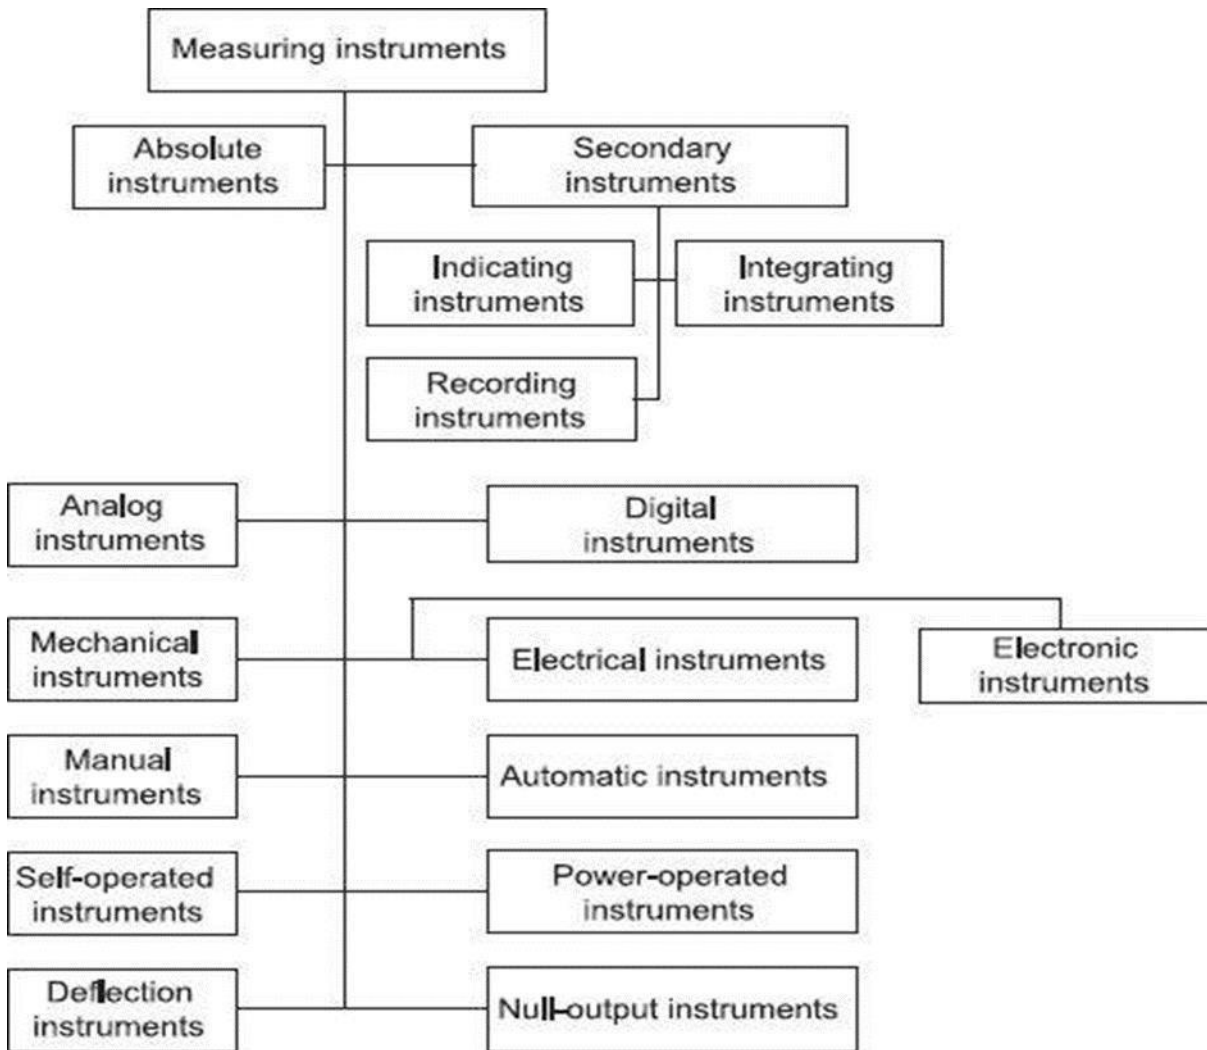 Measuring instruments
Absolute
instruments
Secondary
instruments
Indicating
instruments
Integrating
instruments
Recording
instruments
Analog
instruments
Digital
instruments
Mechanical
instruments
Electrical instruments
Electronic
instruments
Manual
instruments
Automatic instruments
Self-operated
instruments
Power-operated
instruments
Deflection
instruments
Null-output instruments